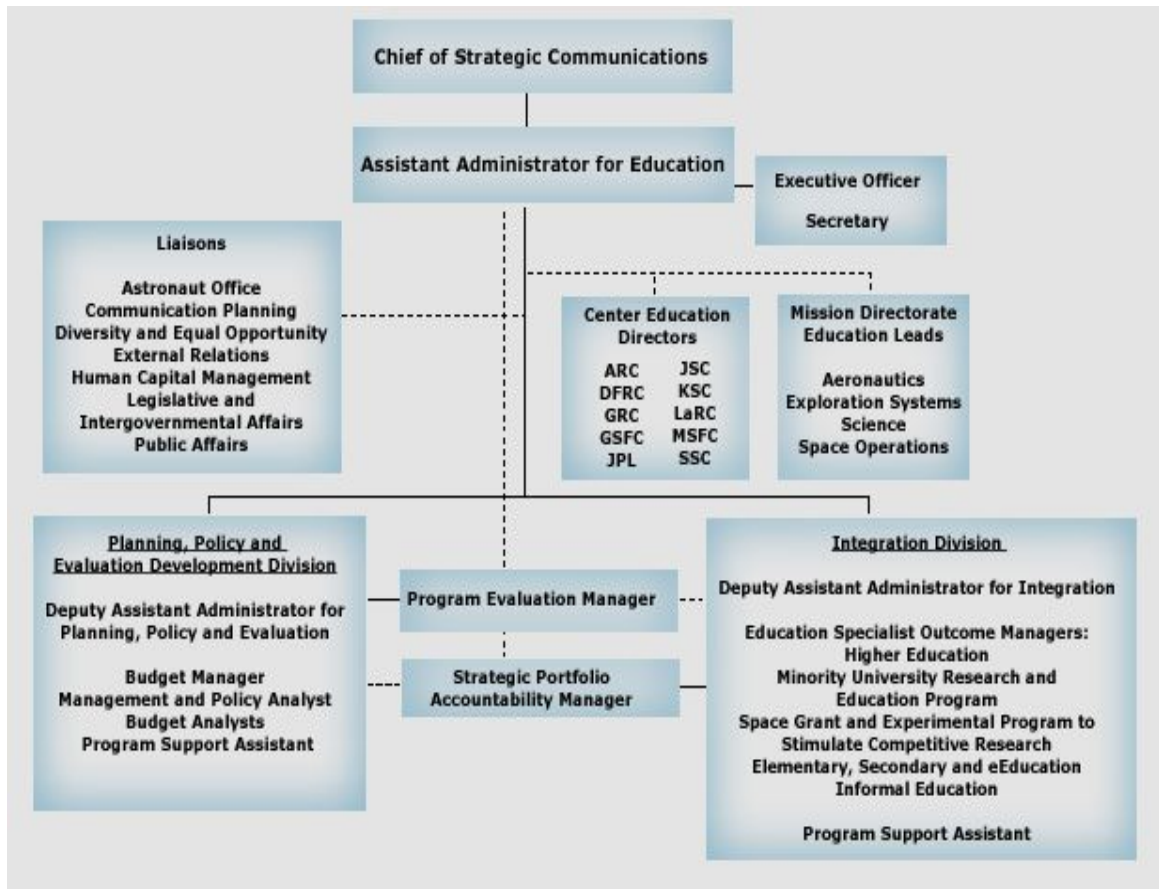 Chief of Strategic Communications
Assistant Administrator for Education
Executive Officer
Secretary
Liaisons
Astronaut Office
Communication Planning
Diversity and Equal Opportunity
External Relations
Human Capital Management
Legislative and
Intergovernmental Affairs
Public Affairs
Center Education
Directors
ARC JSC
DFRC KSC
GRC LaRC
GSFC MSFC
JPL SSC
Mission Directorate
Education Leads
Aeronautics
Exploration Systems
Science
Space Operations
Planning, Policy and
Evaluation Development Division
Deputy Assistant Administrator for
Planning, Policy and Evaluation
Budget Manager
Management and Policy Analyst
Budget Analysts
Program Support Assistant
Program Evaluation Manager
Strategic Portfolio
Accountability Manager
Integration Division
Deputy Assistant Administrator for Integration
Education Specialist Outcome Managers:
Higher Education
Minority University Research and
Education Program
Space Grant and Experimental Program to
Stimulate Competitive Research
Elementary, Secondary and eEducation
Informal Education
Program Support Assistant